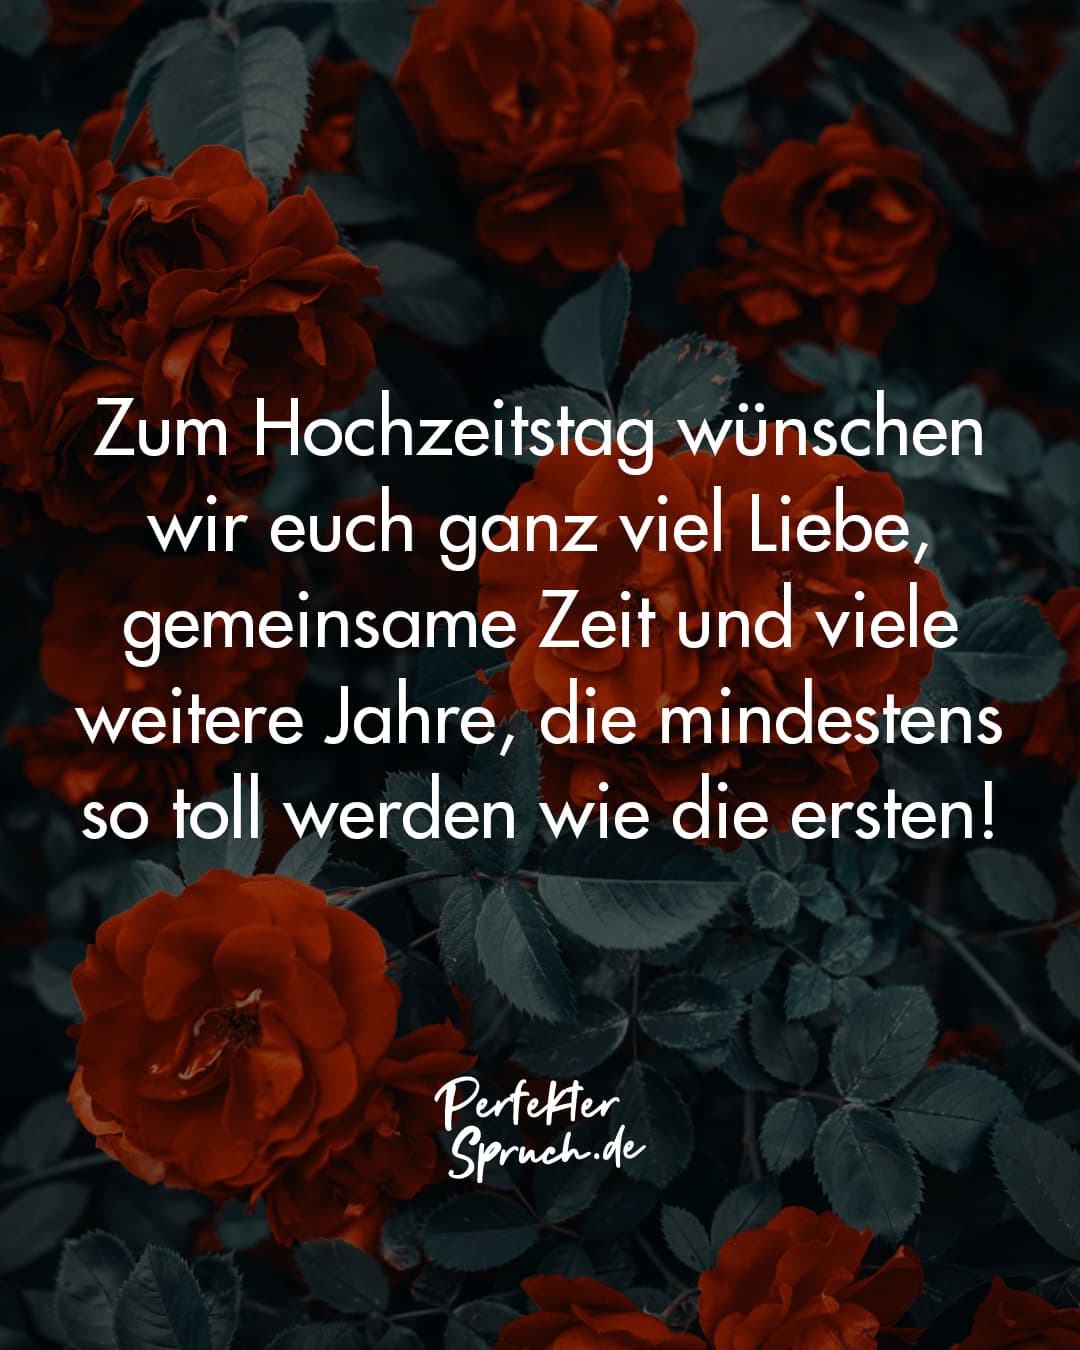 Zum Hochzeitstag wünschen
wir euch ganz viel Liebe,
gemeinsame Zeit und viele
weitere Jahre, die mindestens
so toll werden wie die ersten!
Perfekter
Spruch.de